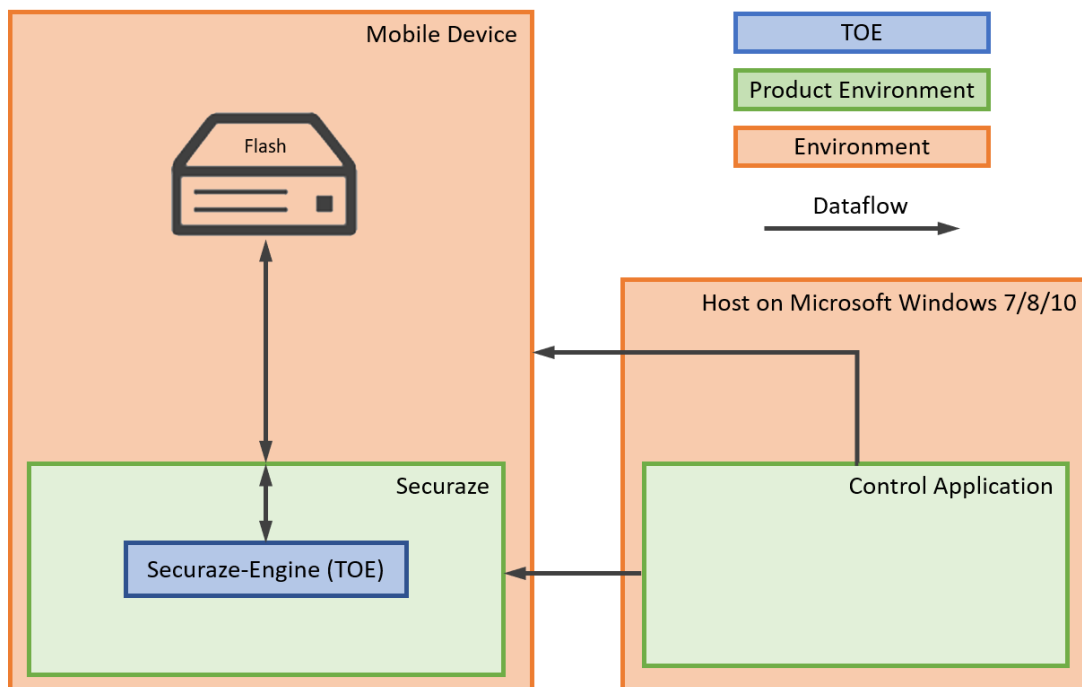 Mobile Device
Flash
Securaze
Securaze-Engine (TOE)
TOE
Product Environment
Environment
Dataflow
Host on Microsoft Windows 7/8/10
Control Application